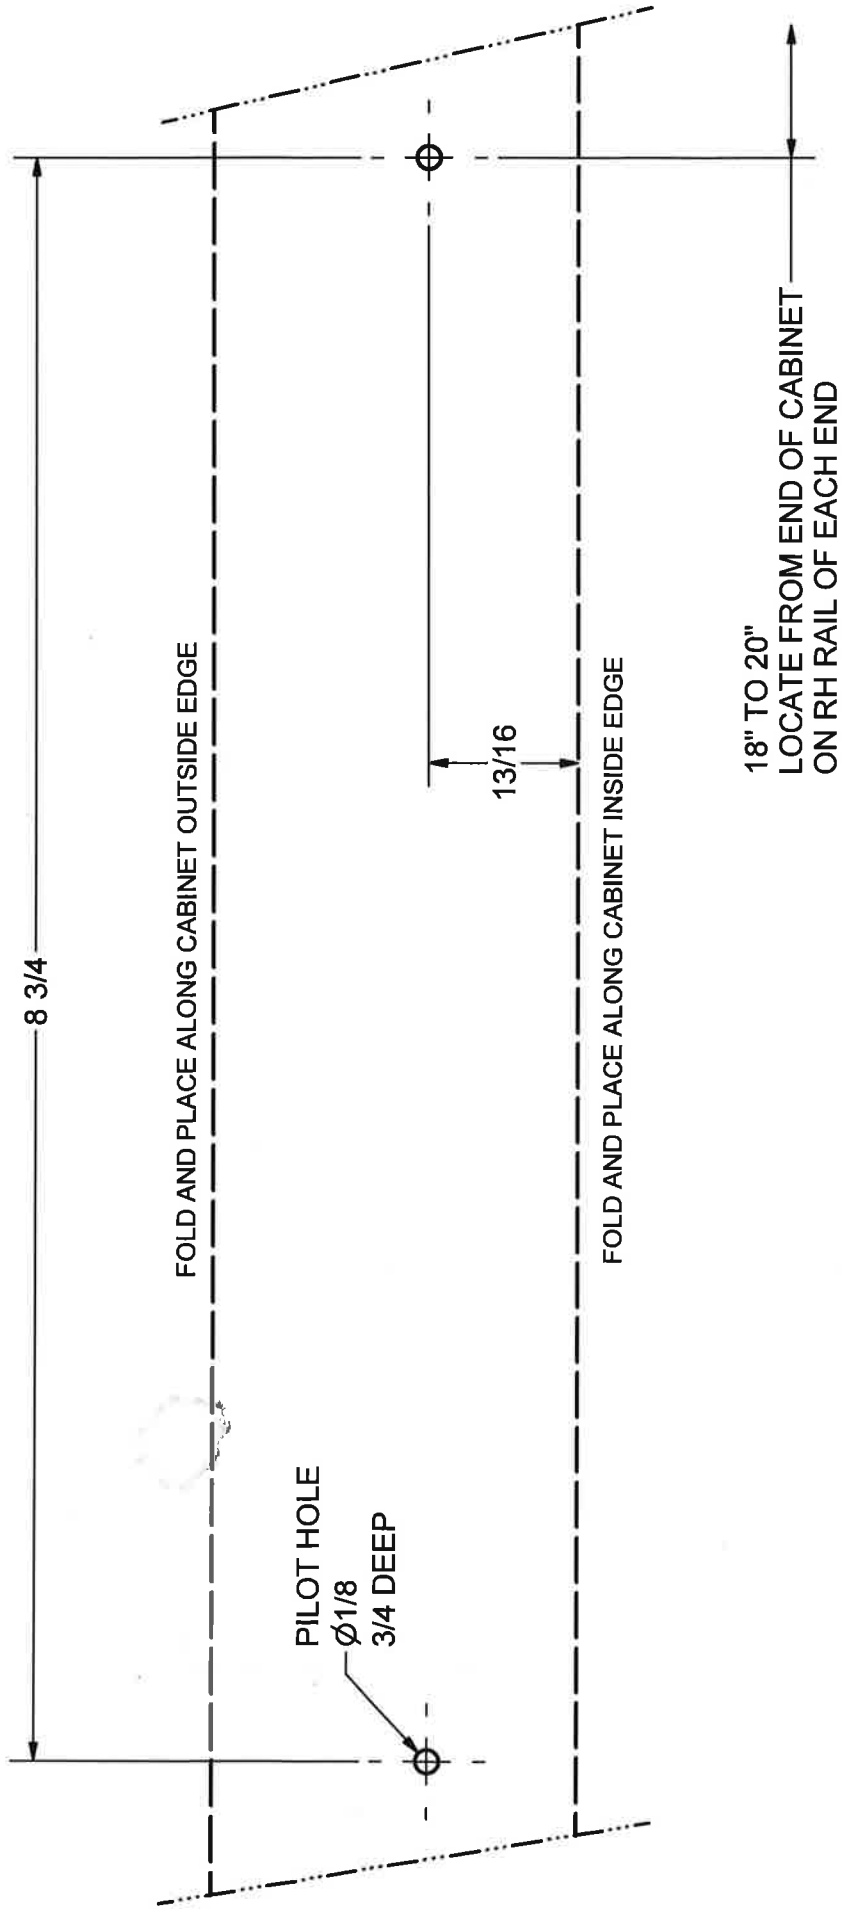 8 3/4
FOLD AND PLACE ALONG CABINET OUTSIDE EDGE
PILOT HOLE
Ø1/8
3/4 DEEP
13/16
FOLD AND PLACE ALONG CABINET INSIDE EDGE
18" TO 20"
LOCATE FROM END OF CABINET
ON RH RAIL OF EACH END